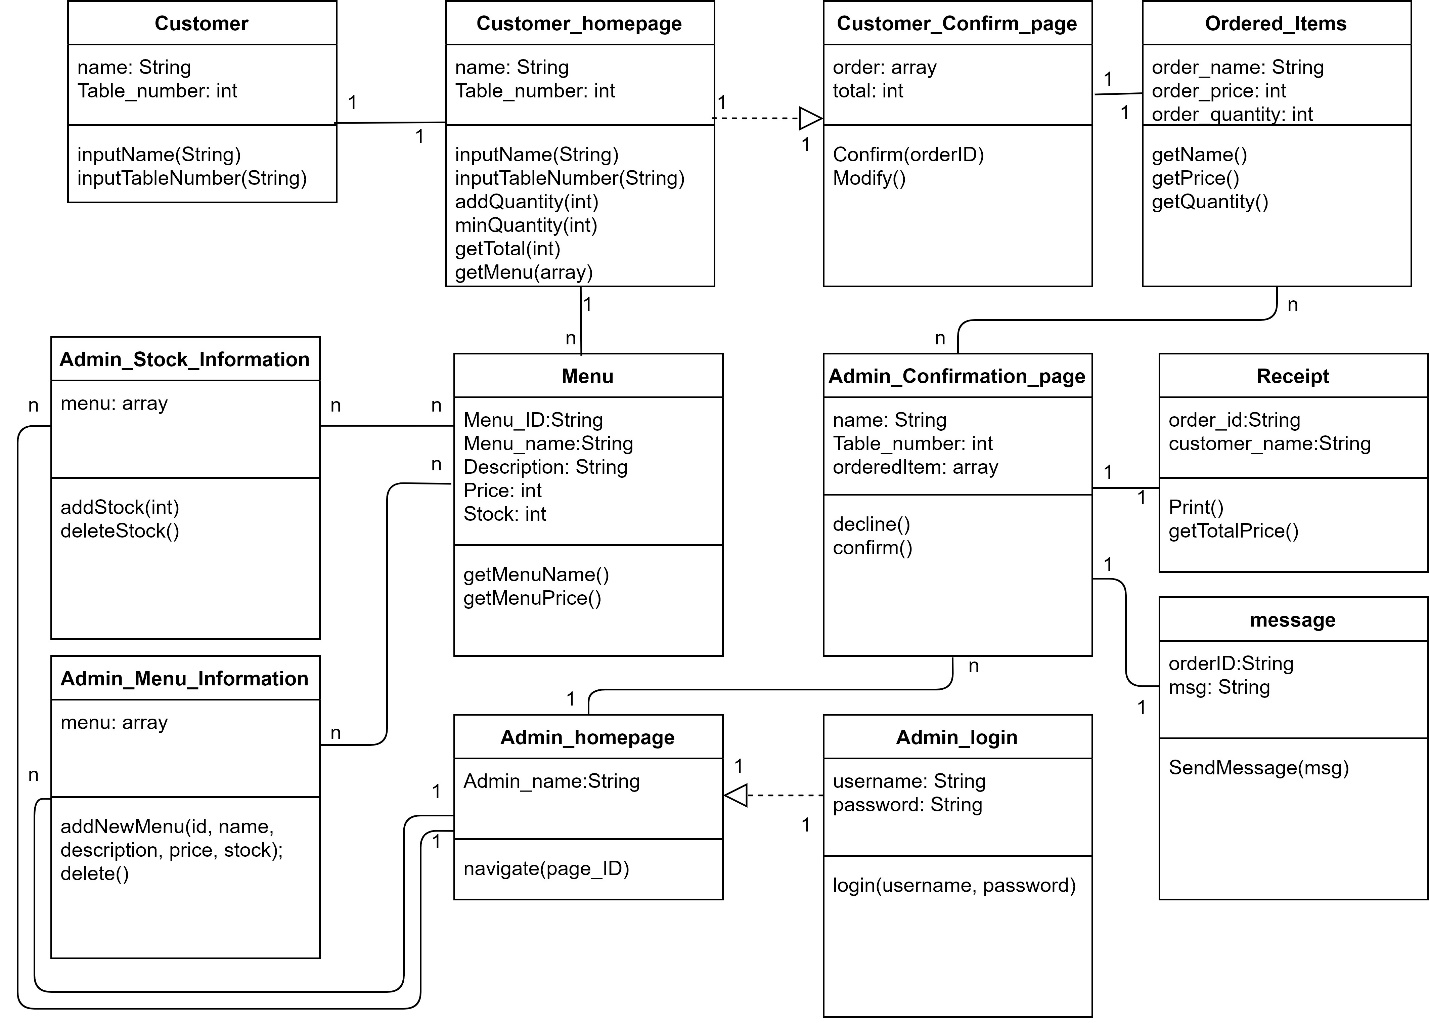 Customer
name: String
Table_number: int
inputName(String)
inputTableNumber(String)
1
1
Customer_homepage
name: String
Table_number: int
inputName(String)
inputTableNumber(String)
addQuantity(int)
minQuantity(int)
getTotal(int)
getMenu(array)
1
1
Customer_Confirm_page
order: array
total: int
Confirm(orderID)
Modify()
1
1
Ordered_Items
order_name: String
order_price: int
order_quantity: int
getName()
getPrice()
getQuantity()
1
n
n
n
Admin_Stock_Information
menu: array
addStock(int)
deleteStock()
n
n
n
n
Menu
Menu_ID:String
Menu_name:String
Description: String
Price: int
Stock: int
getMenuName()
getMenuPrice()
Admin_Confirmation_page
name: String
Table_number: int
orderedItem: array
decline()
confirm()
1
1
1
1
Receipt
order_id:String
customer_name:String
Print()
getTotalPrice()
message
orderID:String
msg: String
SendMessage(msg)
Admin_Menu_Information
menu: array
addNewMenu(id, name,
description, price, stock);
delete()
n
n
n
1
1
1
Admin_homepage
Admin_name:String
navigate(page_ID)
1
1
Admin_login
username: String
password: String
login(username, password)